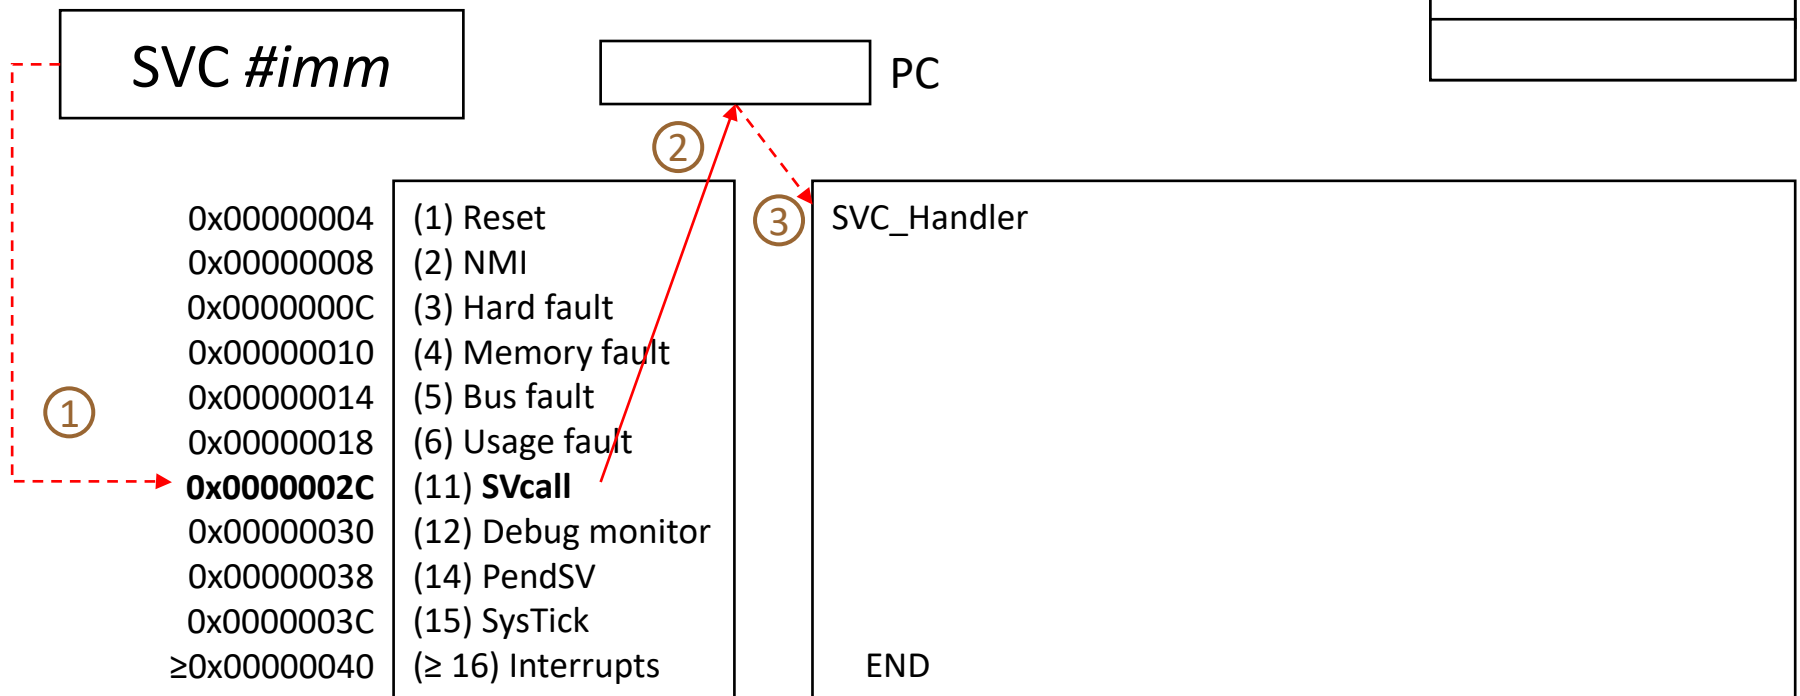 SVC #imm
PC
1
2
3
0x00000004 (1) Reset
0x00000008 (2) NMI
0x0000000C (3) Hard fault
0x00000010 (4) Memory fault
0x00000014 (5) Bus fault
0x00000018 (6) Usage fault
0x0000002C (11) SVcall
0x00000030 (12) Debug monitor
0x00000038 (14) PendSV
0x0000003C (15) SysTick
≥0x00000040 (≥ 16) Interrupts
SVC_Handler
END